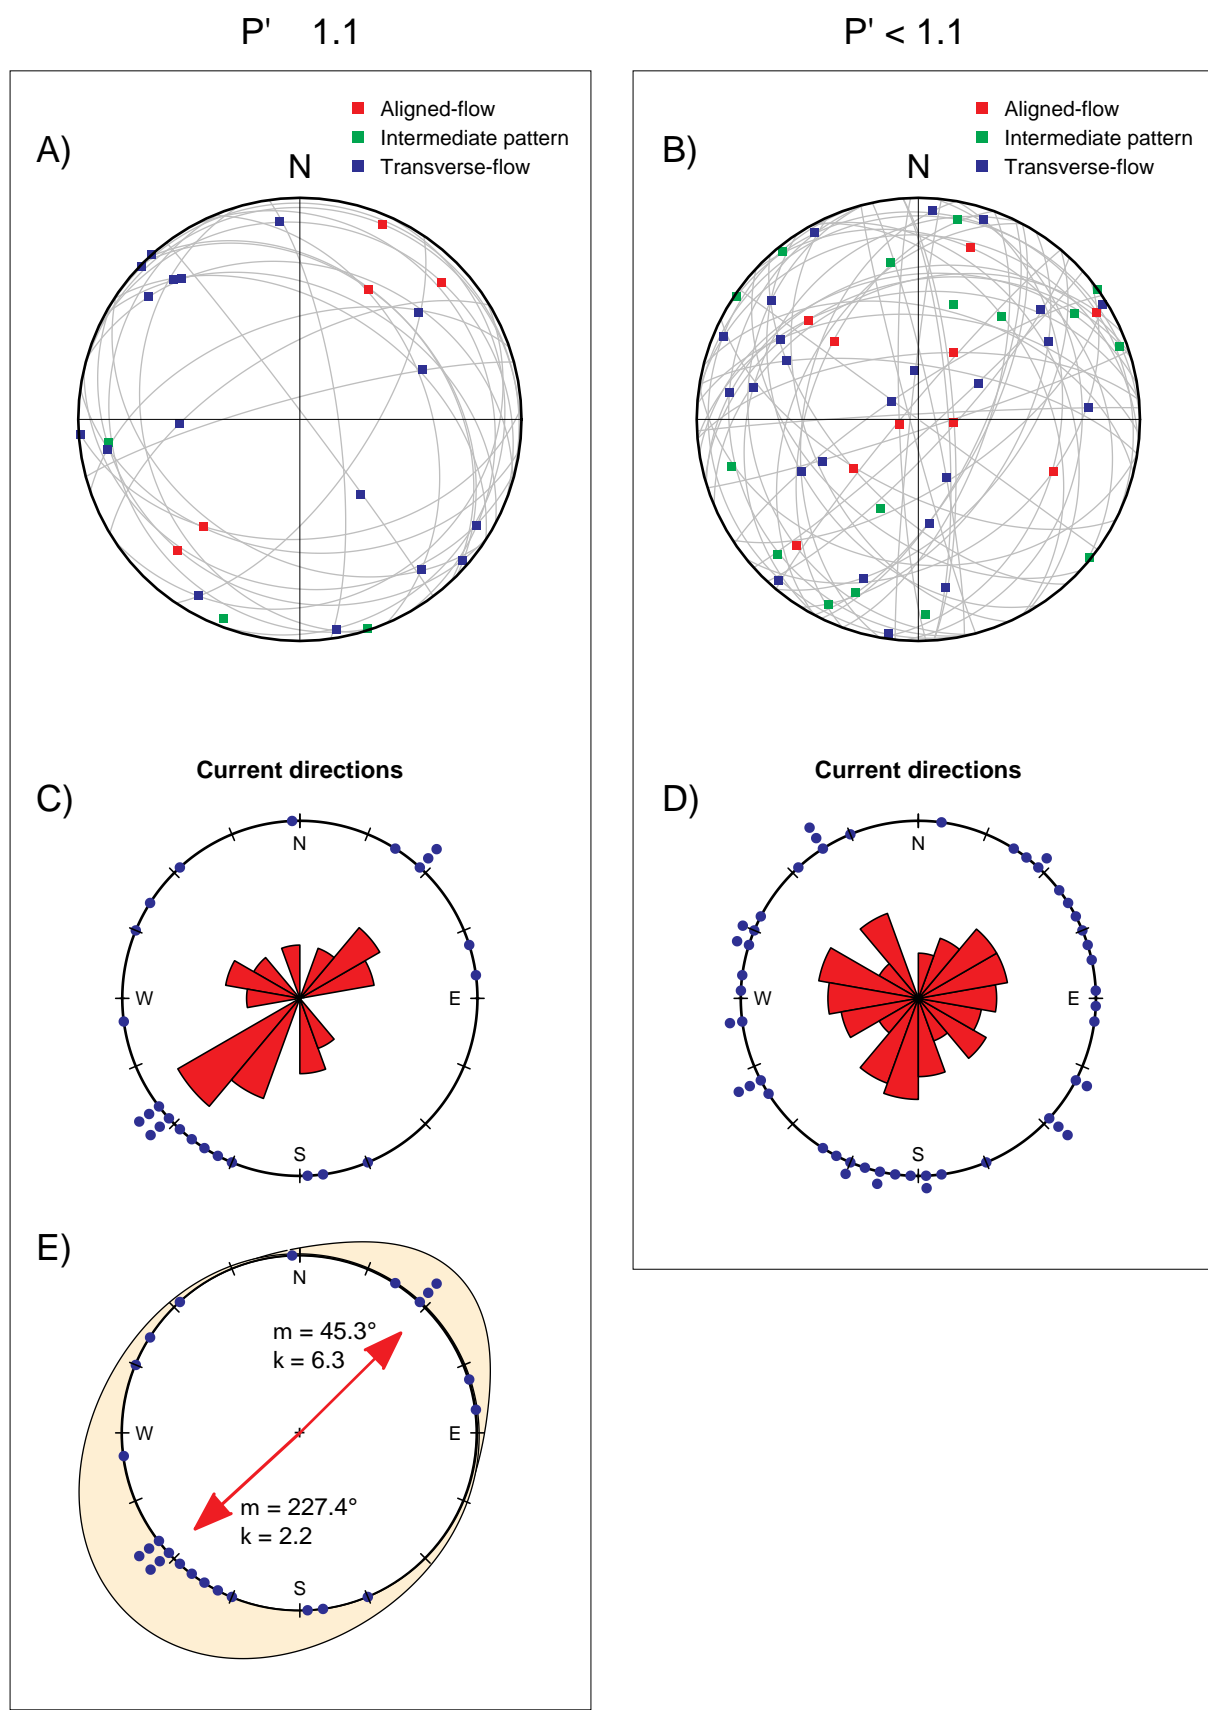 P' 1.1
P' < 1.1
A)
Aligned-flow
Intermediate pattern
Transverse-flow
N
B)
Aligned-flow
Intermediate pattern
Transverse-flow
N
Current directions
C)
N
W
E
S
Current directions
D)
N
W
E
S
E)
N
m = 45.3°
k = 6.3
W
E
m = 227.4°
k = 2.2
S